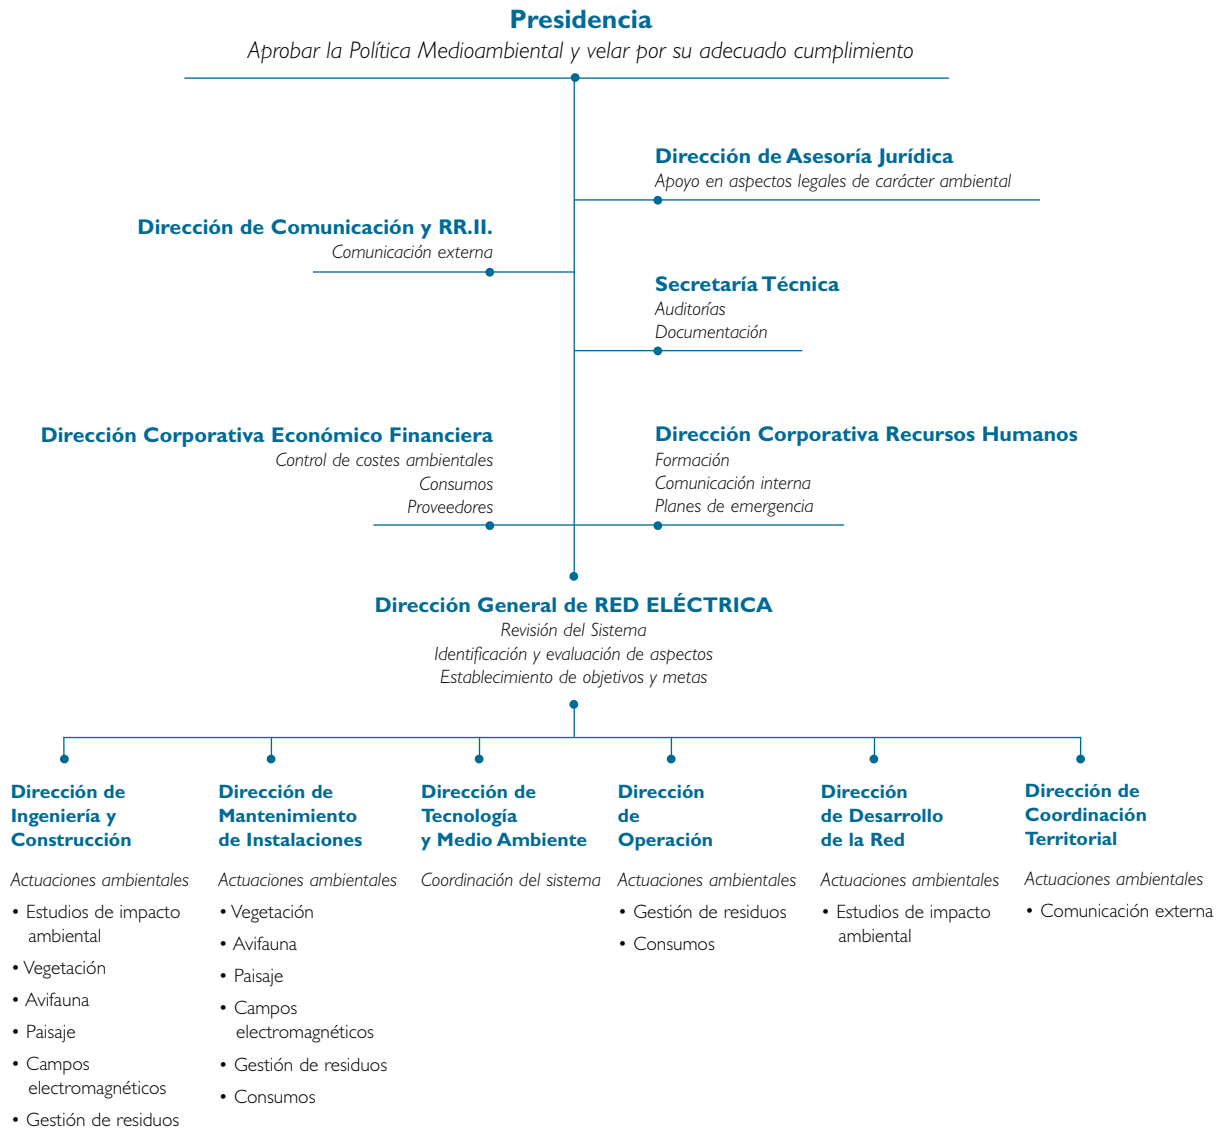 Presidencia
Aprobar la Política Medioambiental y velar por su adecuado cumplimiento
Dirección de Asesoría Jurídica
Apoyo en aspectos legales de carácter ambiental
Dirección de Comunicación y RR.II.
Comunicación externa
Secretaría Técnica
Auditorías
Documentación
Dirección Corporativa Económico Financiera
Control de costes ambientales
Consumos
Proveedores
Dirección Corporativa Recursos Humanos
Formación
Comunicación interna
Planes de emergencia
Dirección General de RED ELÉCTRICA
Revisión del Sistema
Identificación y evaluación de aspectos
Establecimiento de objetivos y metas
Dirección de
Ingeniería y
Construcción
Actuaciones ambientales
• Estudios de impacto
ambiental
• Vegetación
• Avifauna
• Paisaje
• Campos
electromagnéticos
• Gestión de residuos
Dirección de
Mantenimiento
de Instalaciones
Actuaciones ambientales
• Vegetación
• Avifauna
• Paisaje
• Campos
electromagnéticos
• Gestión de residuos
• Consumos
Dirección de
Tecnología
y Medio Ambiente
Coordinación del sistema
Dirección
de
Operación
Actuaciones ambientales
• Gestión de residuos
• Consumos
Dirección
de Desarrollo
de la Red
Actuaciones ambientales
• Estudios de impacto
ambiental
Dirección de
Coordinación
Territorial
Actuaciones ambientales
• Comunicación externa